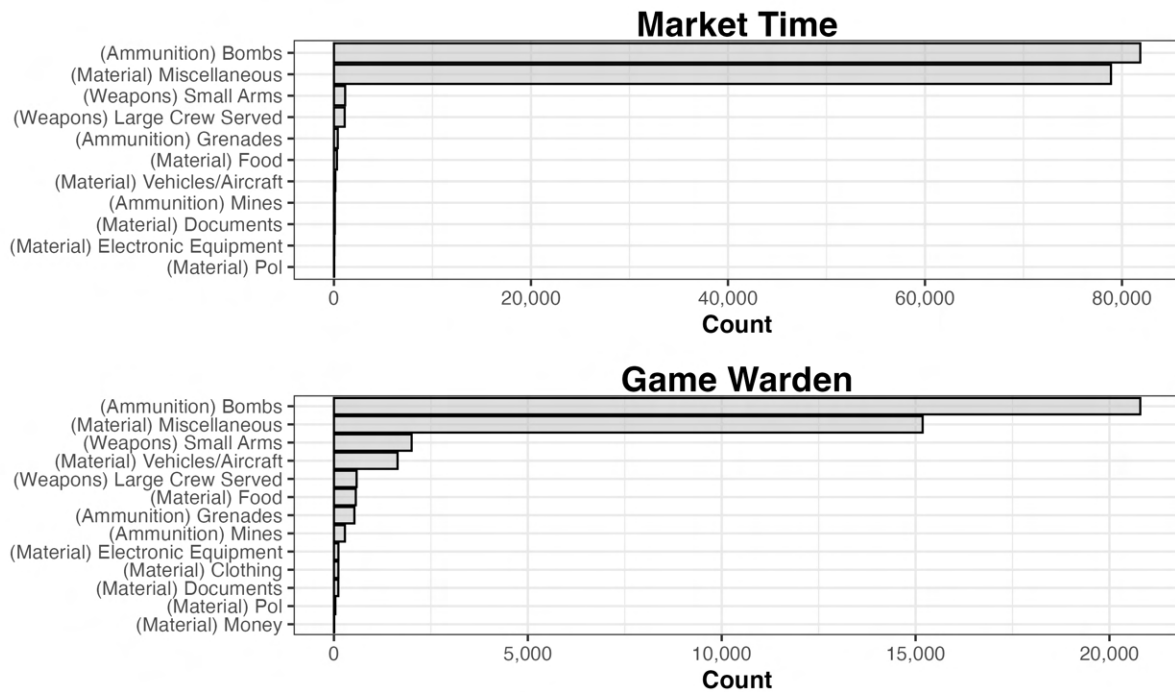 Market Time
(Ammunition) Bombs
(Material) Miscellaneous
(Weapons) Small Arms
(Weapons) Large Crew Served
(Ammunition) Grenades
(Material) Food
(Material) Vehicles/Aircraft
(Ammunition) Mines
(Material) Documents
(Material) Electronic Equipment
(Material) Pol
0 20,000 40,000 60,000 80,000
Count
Game Warden
(Ammunition) Bombs
(Material) Miscellaneous
(Weapons) Small Arms
(Material) Vehicles/Aircraft
(Weapons) Large Crew Served
(Material) Food
(Ammunition) Grenades
(Ammunition) Mines
(Material) Electronic Equipment
(Material) Clothing
(Material) Documents
(Material) Pol
(Material) Money
0 5,000 10,000 15,000 20,000
Count